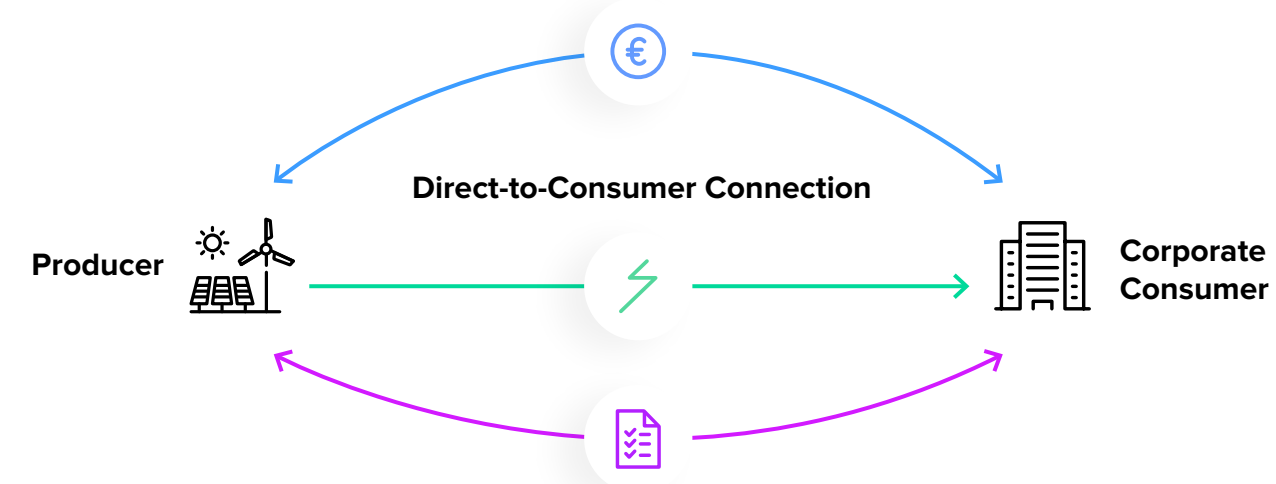 €
Direct-to-Consumer Connection
Producer
Corporate
Consumer